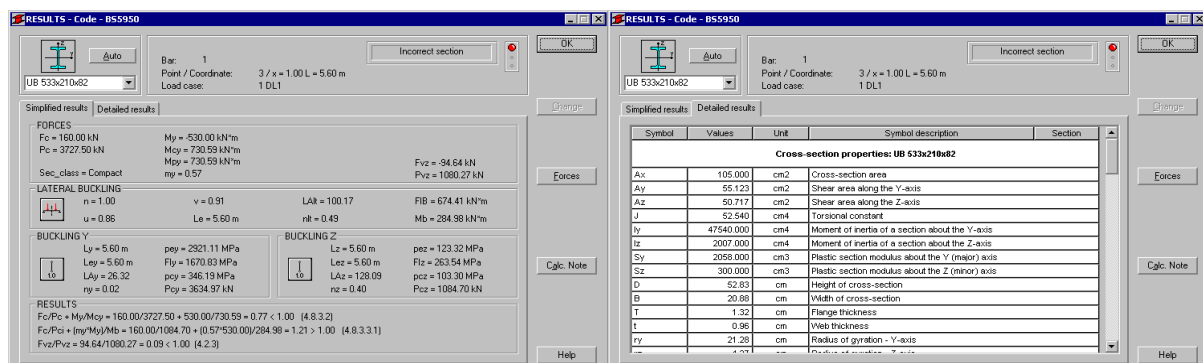 RESULTS - Code - BS5950
Auto
UB 533x210x82
Bar: 1
Point / Coordinate: 3 / x = 1.00 L = 5.60 m
Load case: 1 DL1
Incorrect section
OK
Simplified results Detailed results
Change
FORCES
Fc = 160.00 kN My = -530.00 kN*m
Pc = 3727.50 kN Mcy = 730.59 kN*m
Mpy = 730.59 kN*m Fvz = -94.64 kN
Sec_class = Compact my = 0.57 Pvz = 1080.27 kN
Forces
LATERAL BUCKLING
n = 1.00 v = 0.91 LAlt = 100.17 FlB = 674.41 kN*m
u = 0.86 Le = 5.60 m nlt = 0.49 Mb = 284.98 kN*m
BUCKLING Y BUCKLING Z
Ly = 5.60 m pey = 2921.11 MPa Lz = 5.60 m pez = 123.32 MPa
Ley = 5.60 m Fly = 1670.83 MPa Lez = 5.60 m Flz = 263.54 MPa
1.0 LAy = 26.32 pcy = 346.19 MPa 1.0 LAz = 128.09 pcz = 103.30 MPa
ny = 0.02 Pcy = 3634.97 kN nz = 0.40 Pcz = 1084.70 kN
Calc. Note
RESULTS
Fc/Pc + My/Mcy = 160.00/3727.50 + 530.00/730.59 = 0.77 < 1.00 (4.8.3.2)
Fc/Pci + (my*My)/Mb = 160.00/1084.70 + (0.57*530.00)/284.98 = 1.21 > 1.00 (4.8.3.3.1)
Fvz/Pvz = 94.64/1080.27 = 0.09 < 1.00 (4.2.3)
Help
RESULTS - Code - BS5950
Auto
UB 533x210x82
Bar: 1
Point / Coordinate: 3 / x = 1.00 L = 5.60 m
Load case: 1 DL1
Incorrect section
OK
Simplified results Detailed results
Change
Symbol Values Unit Symbol description Section
Cross-section properties: UB 533x210x82
Ax 105.000 cm2 Cross-section area
Ay 55.123 cm2 Shear area along the Y-axis
Az 50.717 cm2 Shear area along the Z-axis
J 52.540 cm4 Torsional constant
Iy 47540.000 cm4 Moment of inertia of a section about the Y-axis
Iz 2007.000 cm4 Moment of inertia of a section about the Z-axis
Sy 2058.000 cm3 Plastic section modulus about the Y (major) axis
Sz 300.000 cm3 Plastic section modulus about the Z (minor) axis
D 52.83 cm Height of cross-section
B 20.88 cm Width of cross-section
T 1.32 cm Flange thickness
t 0.96 cm Web thickness
ry 21.28 cm Radius of gyration - Y-axis
Forces
Calc. Note
Help